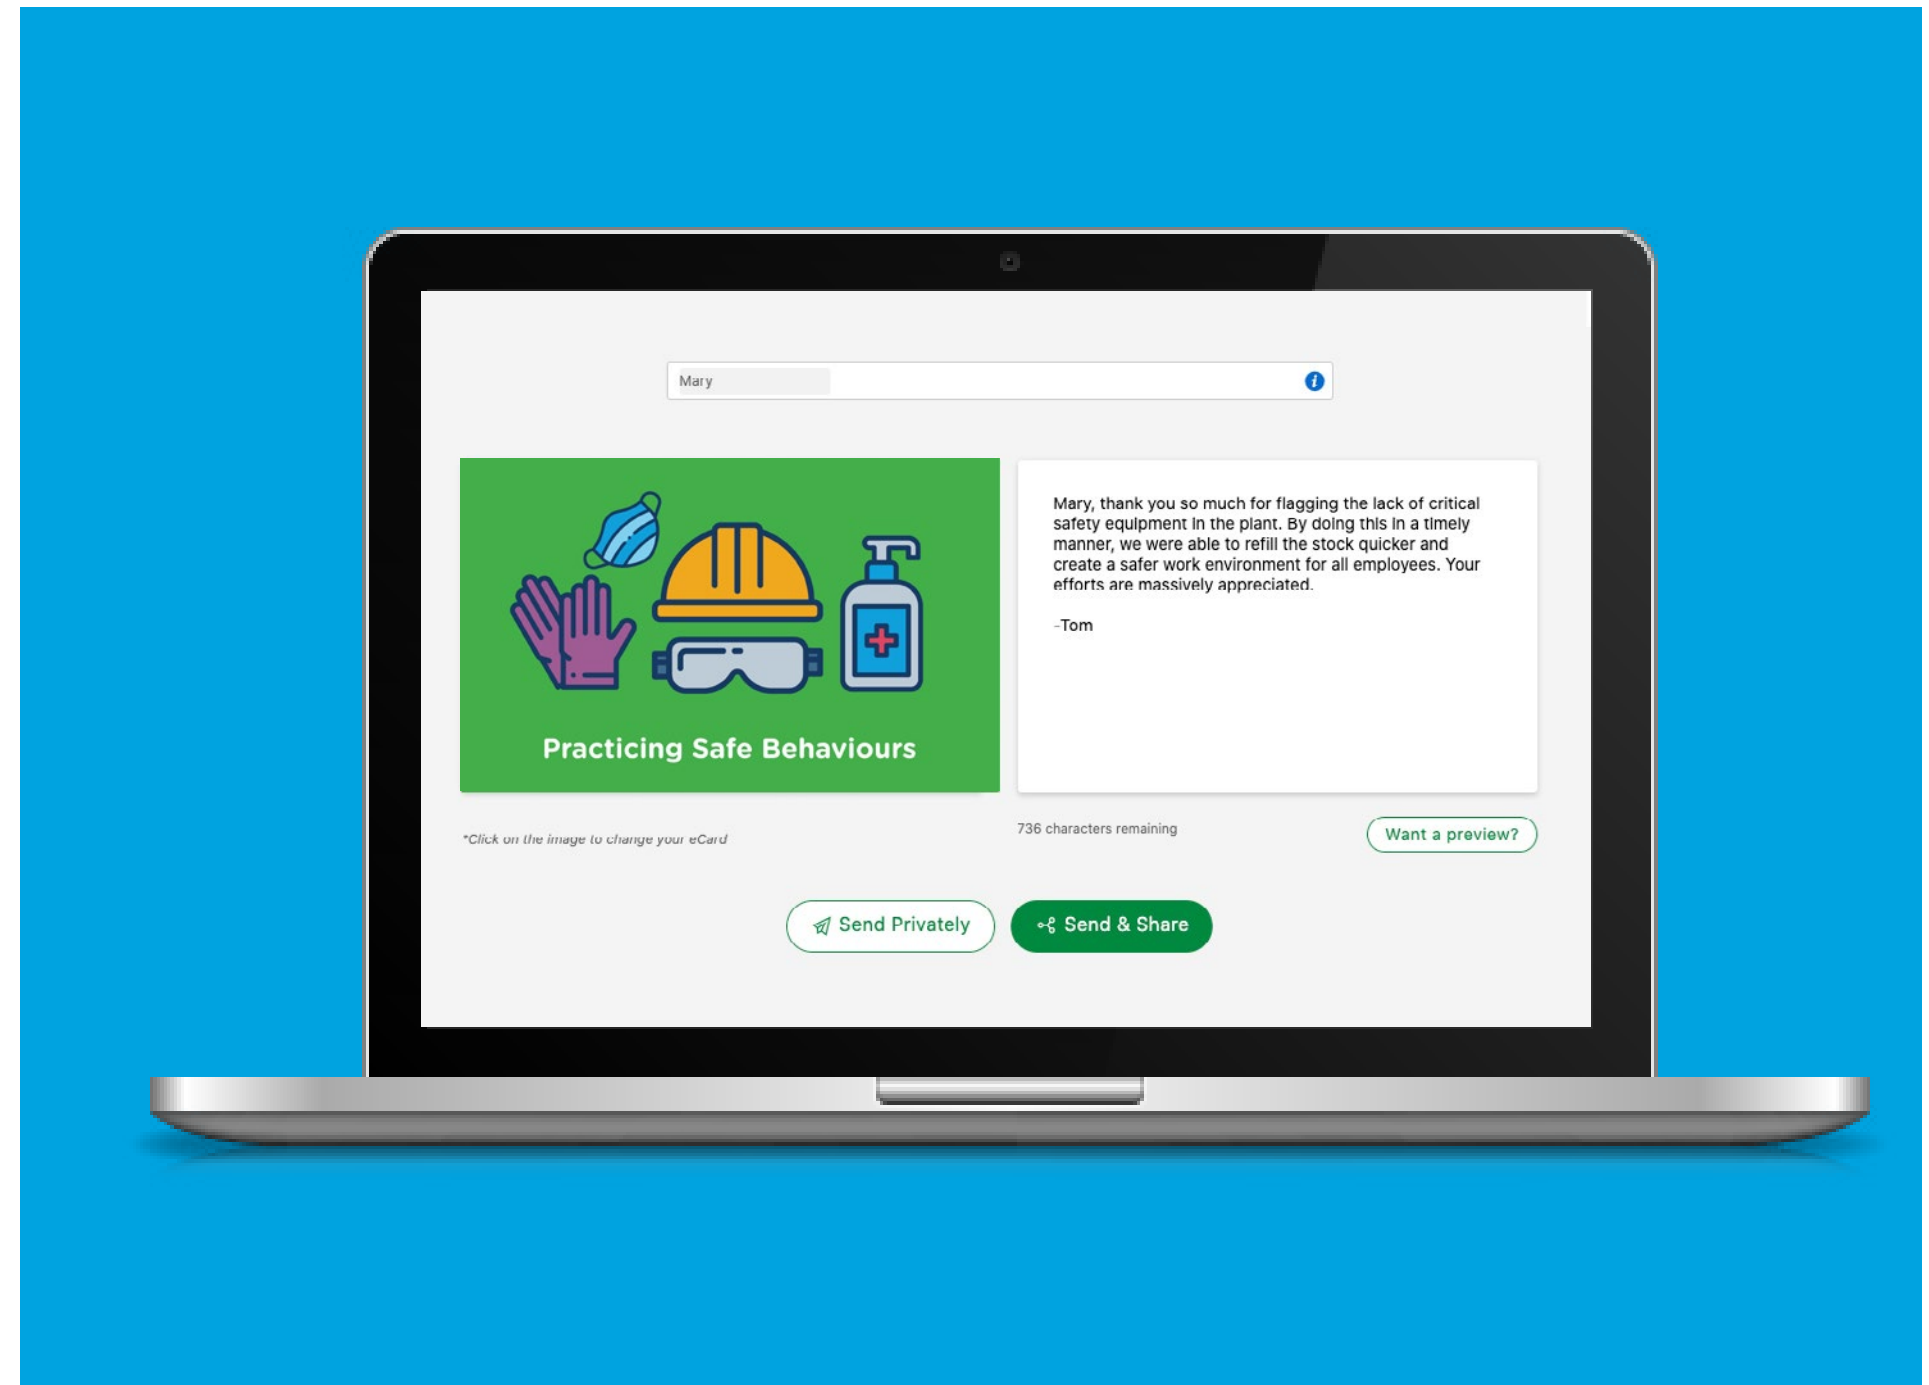 Mary
Practicing Safe Behaviours
Mary, thank you so much for flagging the lack of critical
safety equipment in the plant. By doing this in a timely
manner, we were able to refill the stock quicker and
create a safer work environment for all employees. Your
efforts are massively appreciated.
-Tom
*Click on the image to change your eCard
736 characters remaining
Want a preview?
Send Privately
Send & Share